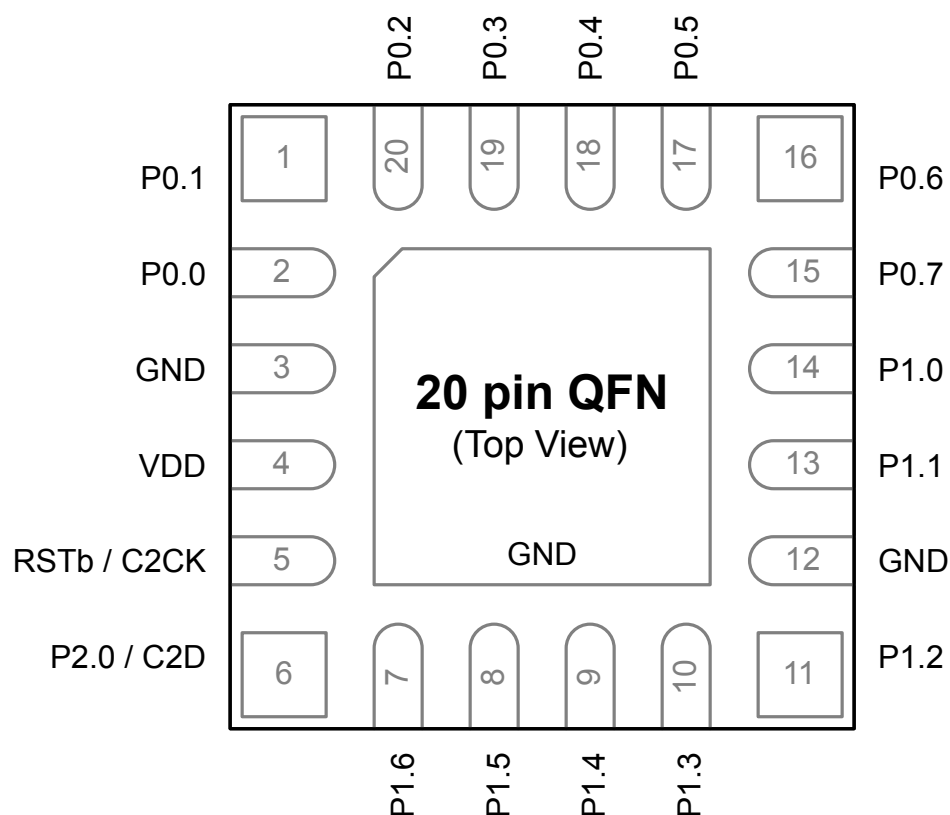 P0.2 P0.3 P0.4 P0.5
20 19 18 17
P0.1 1 16 P0.6
P0.0 2 15 P0.7
GND 3 14 P1.0
20 pin QFN
(Top View)
VDD 4 13 P1.1
RSTb / C2CK 5 GND 12 GND
P2.0 / C2D 6 11 P1.2
7 8 9 10
P1.6 P1.5 P1.4 P1.3